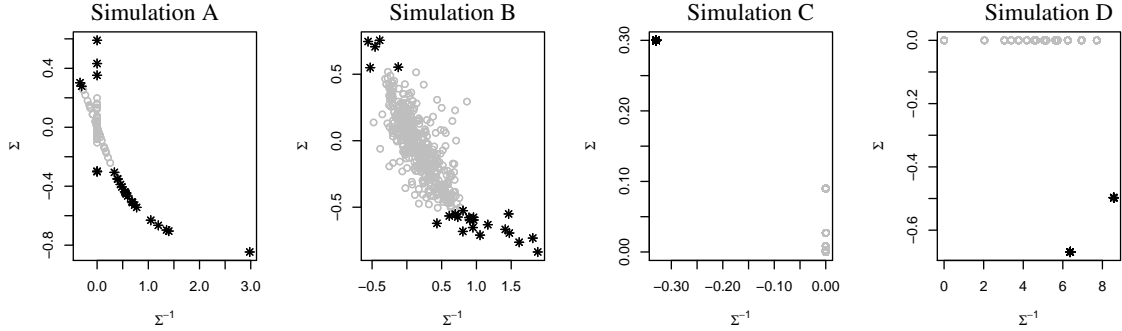 Simulation A
Σ
0.4
0.0
−0.4
−0.8
0.0 1.0 2.0 3.0
Σ⁻¹
Simulation B
0.5
0.0
−0.5
−0.5 0.0 0.5 1.0 1.5
Σ⁻¹
Simulation C
Σ
0.30
0.20
0.10
0.00
−0.30 −0.20 −0.10 0.00
Σ⁻¹
Simulation D
Σ
0.0
−0.2
−0.4
−0.6
0 2 4 6 8
Σ⁻¹